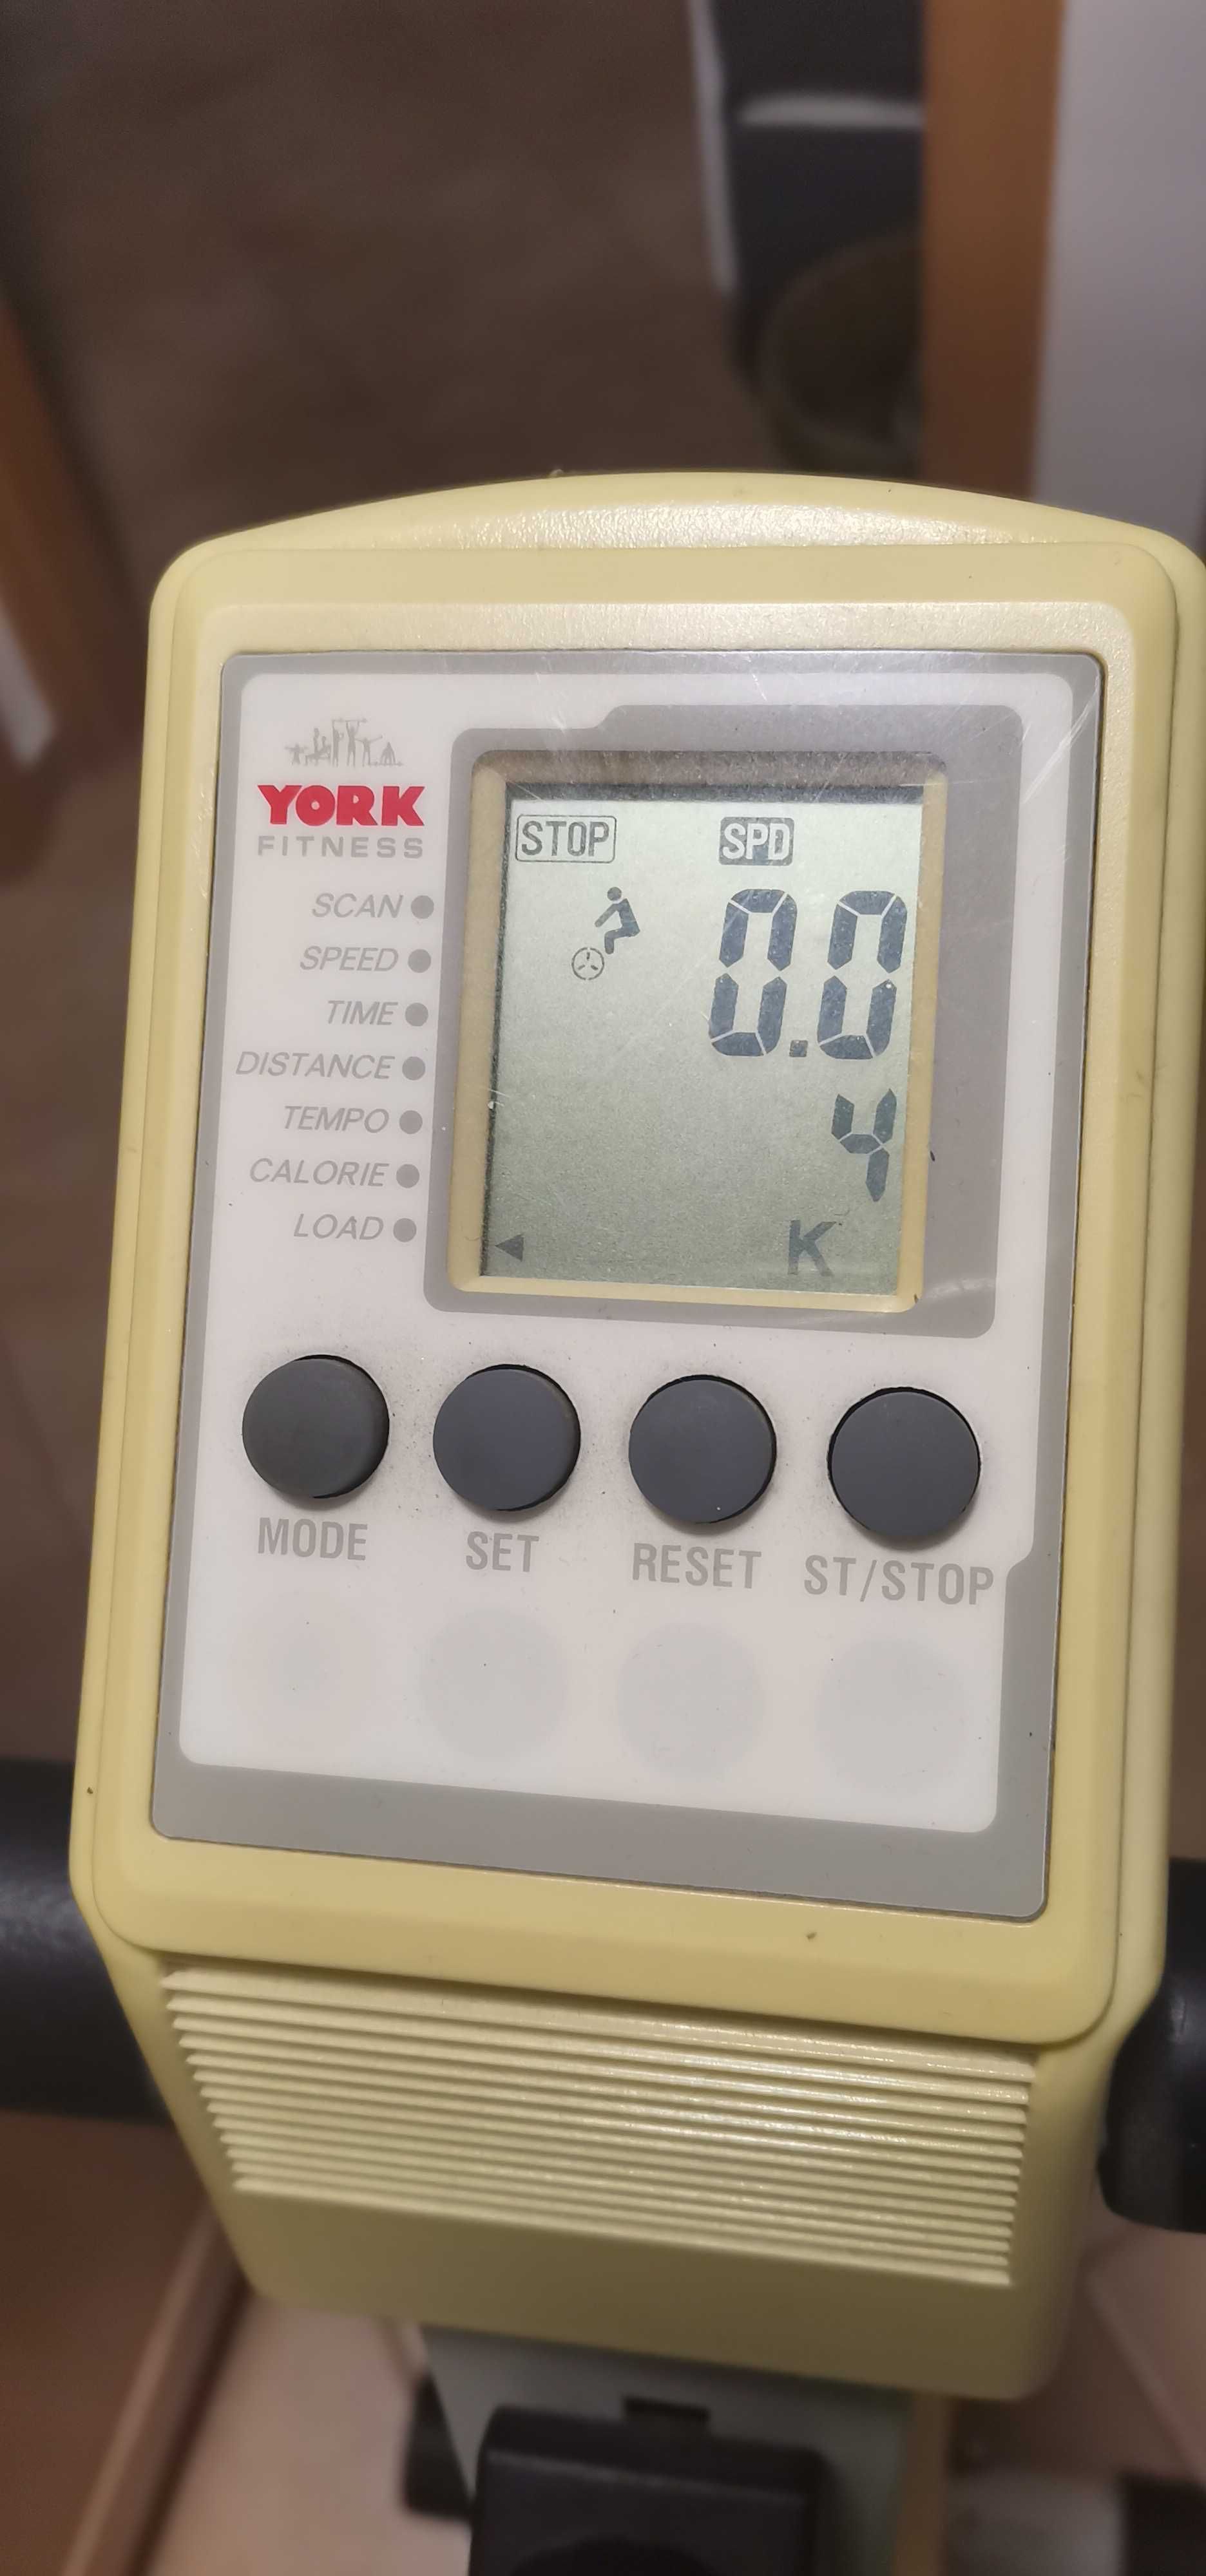 YORK
FITNESS
STOP
SPD
0.0
4
K
SCAN
SPEED
TIME
DISTANCE
TEMPO
CALORIE
LOAD
MODE
SET
RESET
ST/STOP